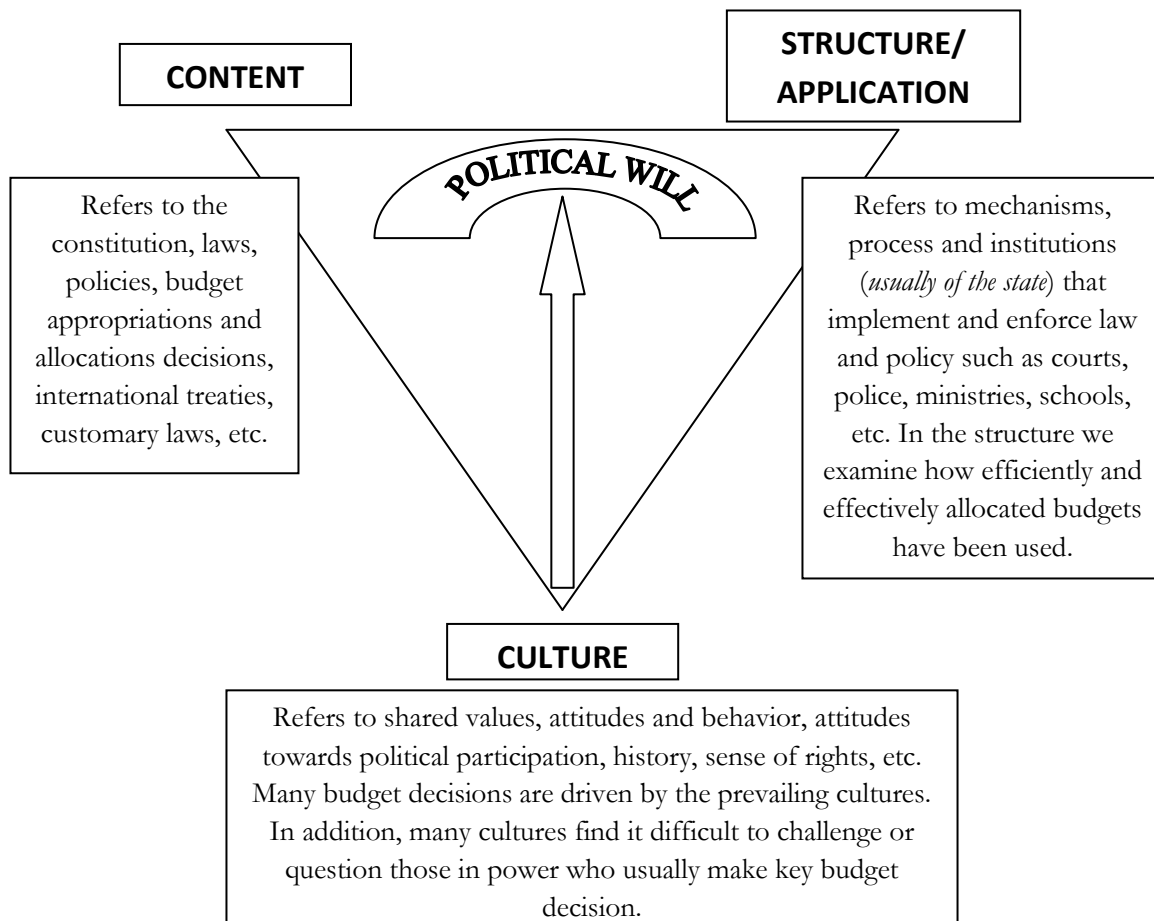 CONTENT
STRUCTURE/
APPLICATION
POLITICAL WILL
Refers to the
constitution, laws,
policies, budget
appropriations and
allocations decisions,
international treaties,
customary laws, etc.
Refers to mechanisms,
process and institutions
(usually of the state) that
implement and enforce law
and policy such as courts,
police, ministries, schools,
etc. In the structure we
examine how efficiently and
effectively allocated budgets
have been used.
CULTURE
Refers to shared values, attitudes and behavior, attitudes
towards political participation, history, sense of rights, etc.
Many budget decisions are driven by the prevailing cultures.
In addition, many cultures find it difficult to challenge or
question those in power who usually make key budget
decision.